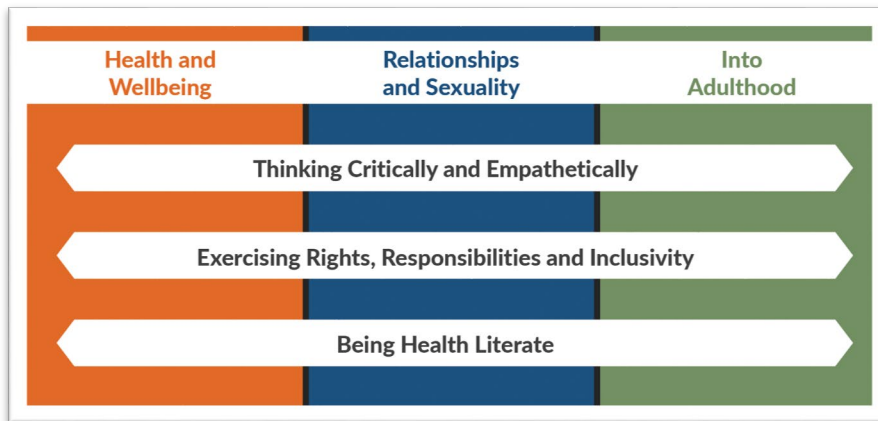 Health and
Wellbeing
Relationships
and Sexuality
Into
Adulthood
Thinking Critically and Empathetically
Exercising Rights, Responsibilities and Inclusivity
Being Health Literate